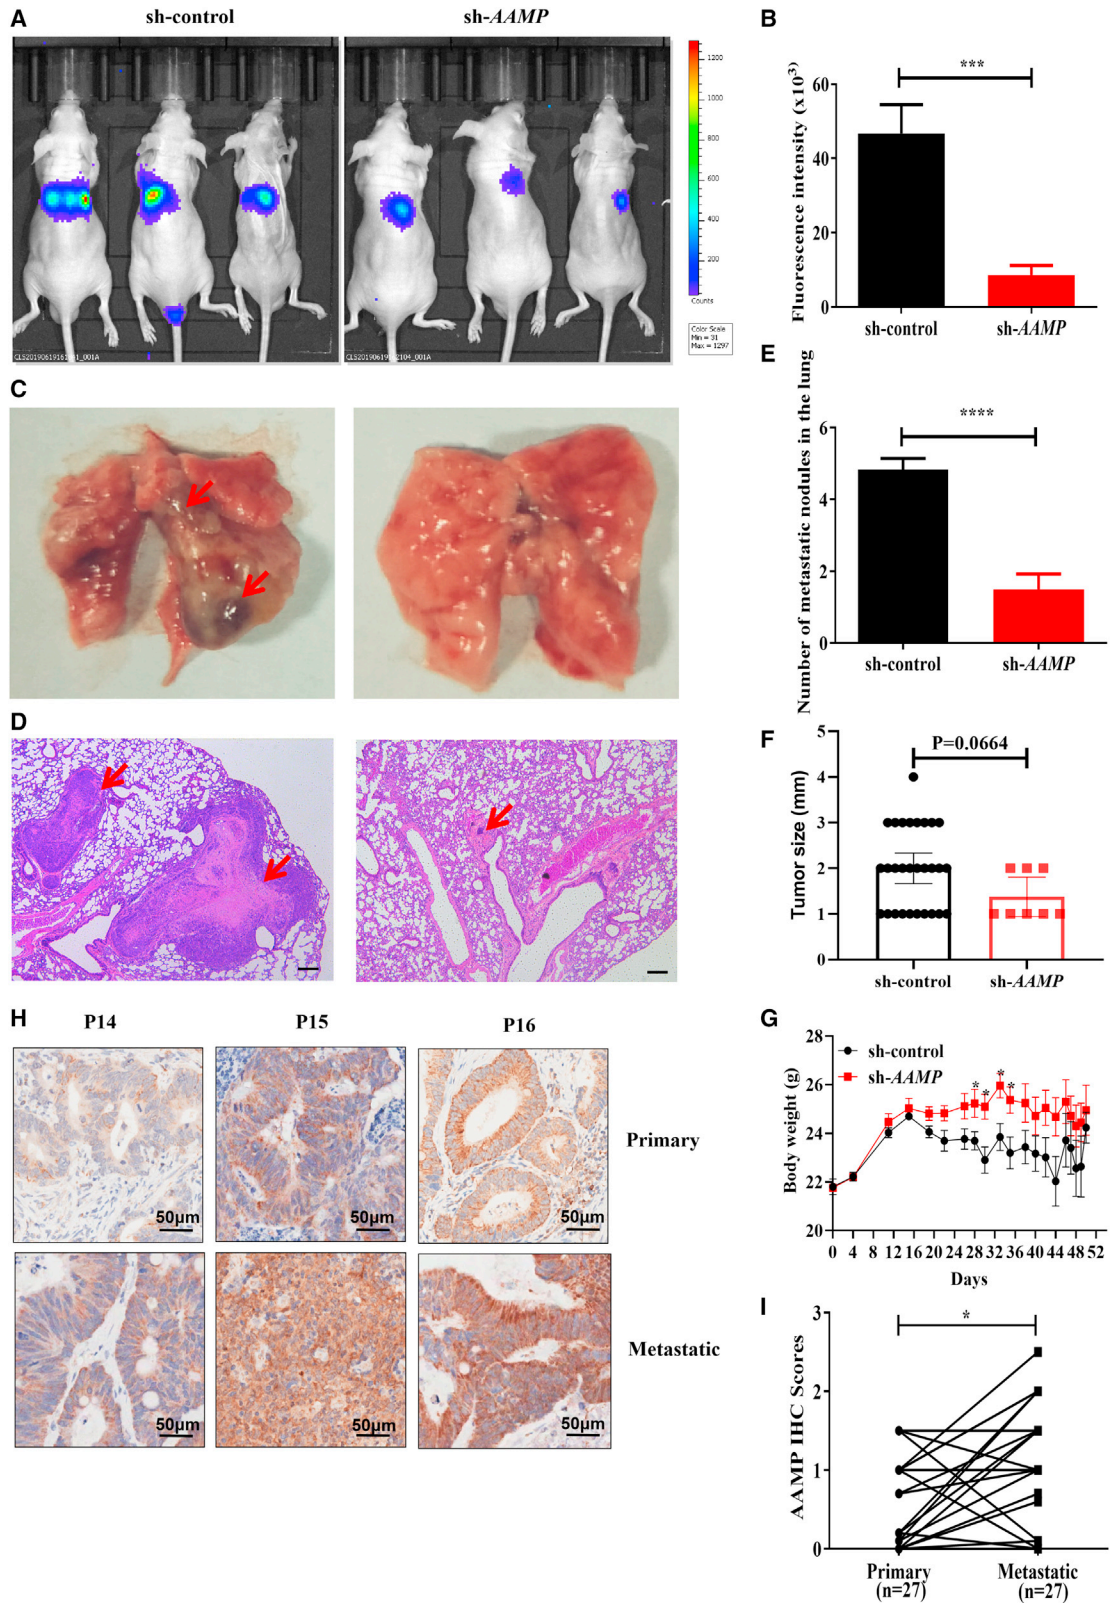 A
sh-control
sh-AAMP
1200
1000
800
600
400
200
Counts
Color Scale
Min = 31
Max = 1297
B
Fluorescence intensity (x10³)
60
40
20
0
***
sh-control
sh-AAMP
C
E
Number of metastatic nodules in the lung
6
4
2
0
****
sh-control
sh-AAMP
D
F
Tumor size (mm)
5
4
3
2
1
0
P=0.0664
sh-control
sh-AAMP
H
P14
P15
P16
50μm
50μm
50μm
Primary
50μm
50μm
50μm
Metastatic
G
Body weight (g)
28
26
24
22
20
sh-control
sh-AAMP
* * * *
0 4 8 12 16 20 24 28 32 36 40 44 48 52
Days
I
AAMP IHC Scores
3
2
1
0
*
Primary
(n=27)
Metastatic
(n=27)